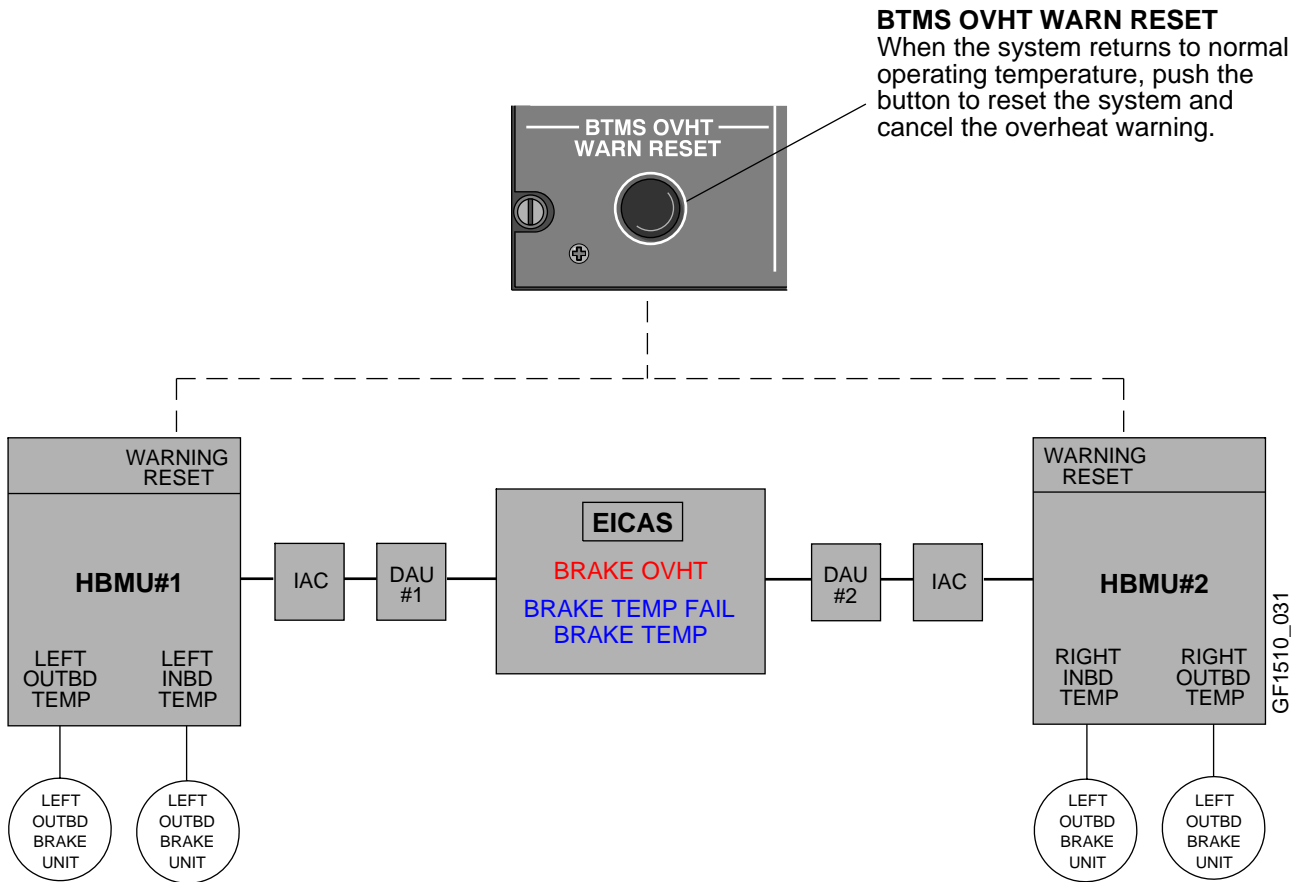 BTMS OVHT WARN RESET
When the system returns to normal
operating temperature, push the
button to reset the system and
cancel the overheat warning.
BTMS OVHT
WARN RESET
WARNING
RESET
HBMU#1
LEFT
OUTBD
TEMP
LEFT
INBD
TEMP
IAC
DAU
#1
EICAS
BRAKE OVHT
BRAKE TEMP FAIL
BRAKE TEMP
DAU
#2
IAC
WARNING
RESET
HBMU#2
RIGHT
INBD
TEMP
RIGHT
OUTBD
TEMP
LEFT
OUTBD
BRAKE
UNIT
LEFT
OUTBD
BRAKE
UNIT
LEFT
OUTBD
BRAKE
UNIT
LEFT
OUTBD
BRAKE
UNIT
GF1510_031